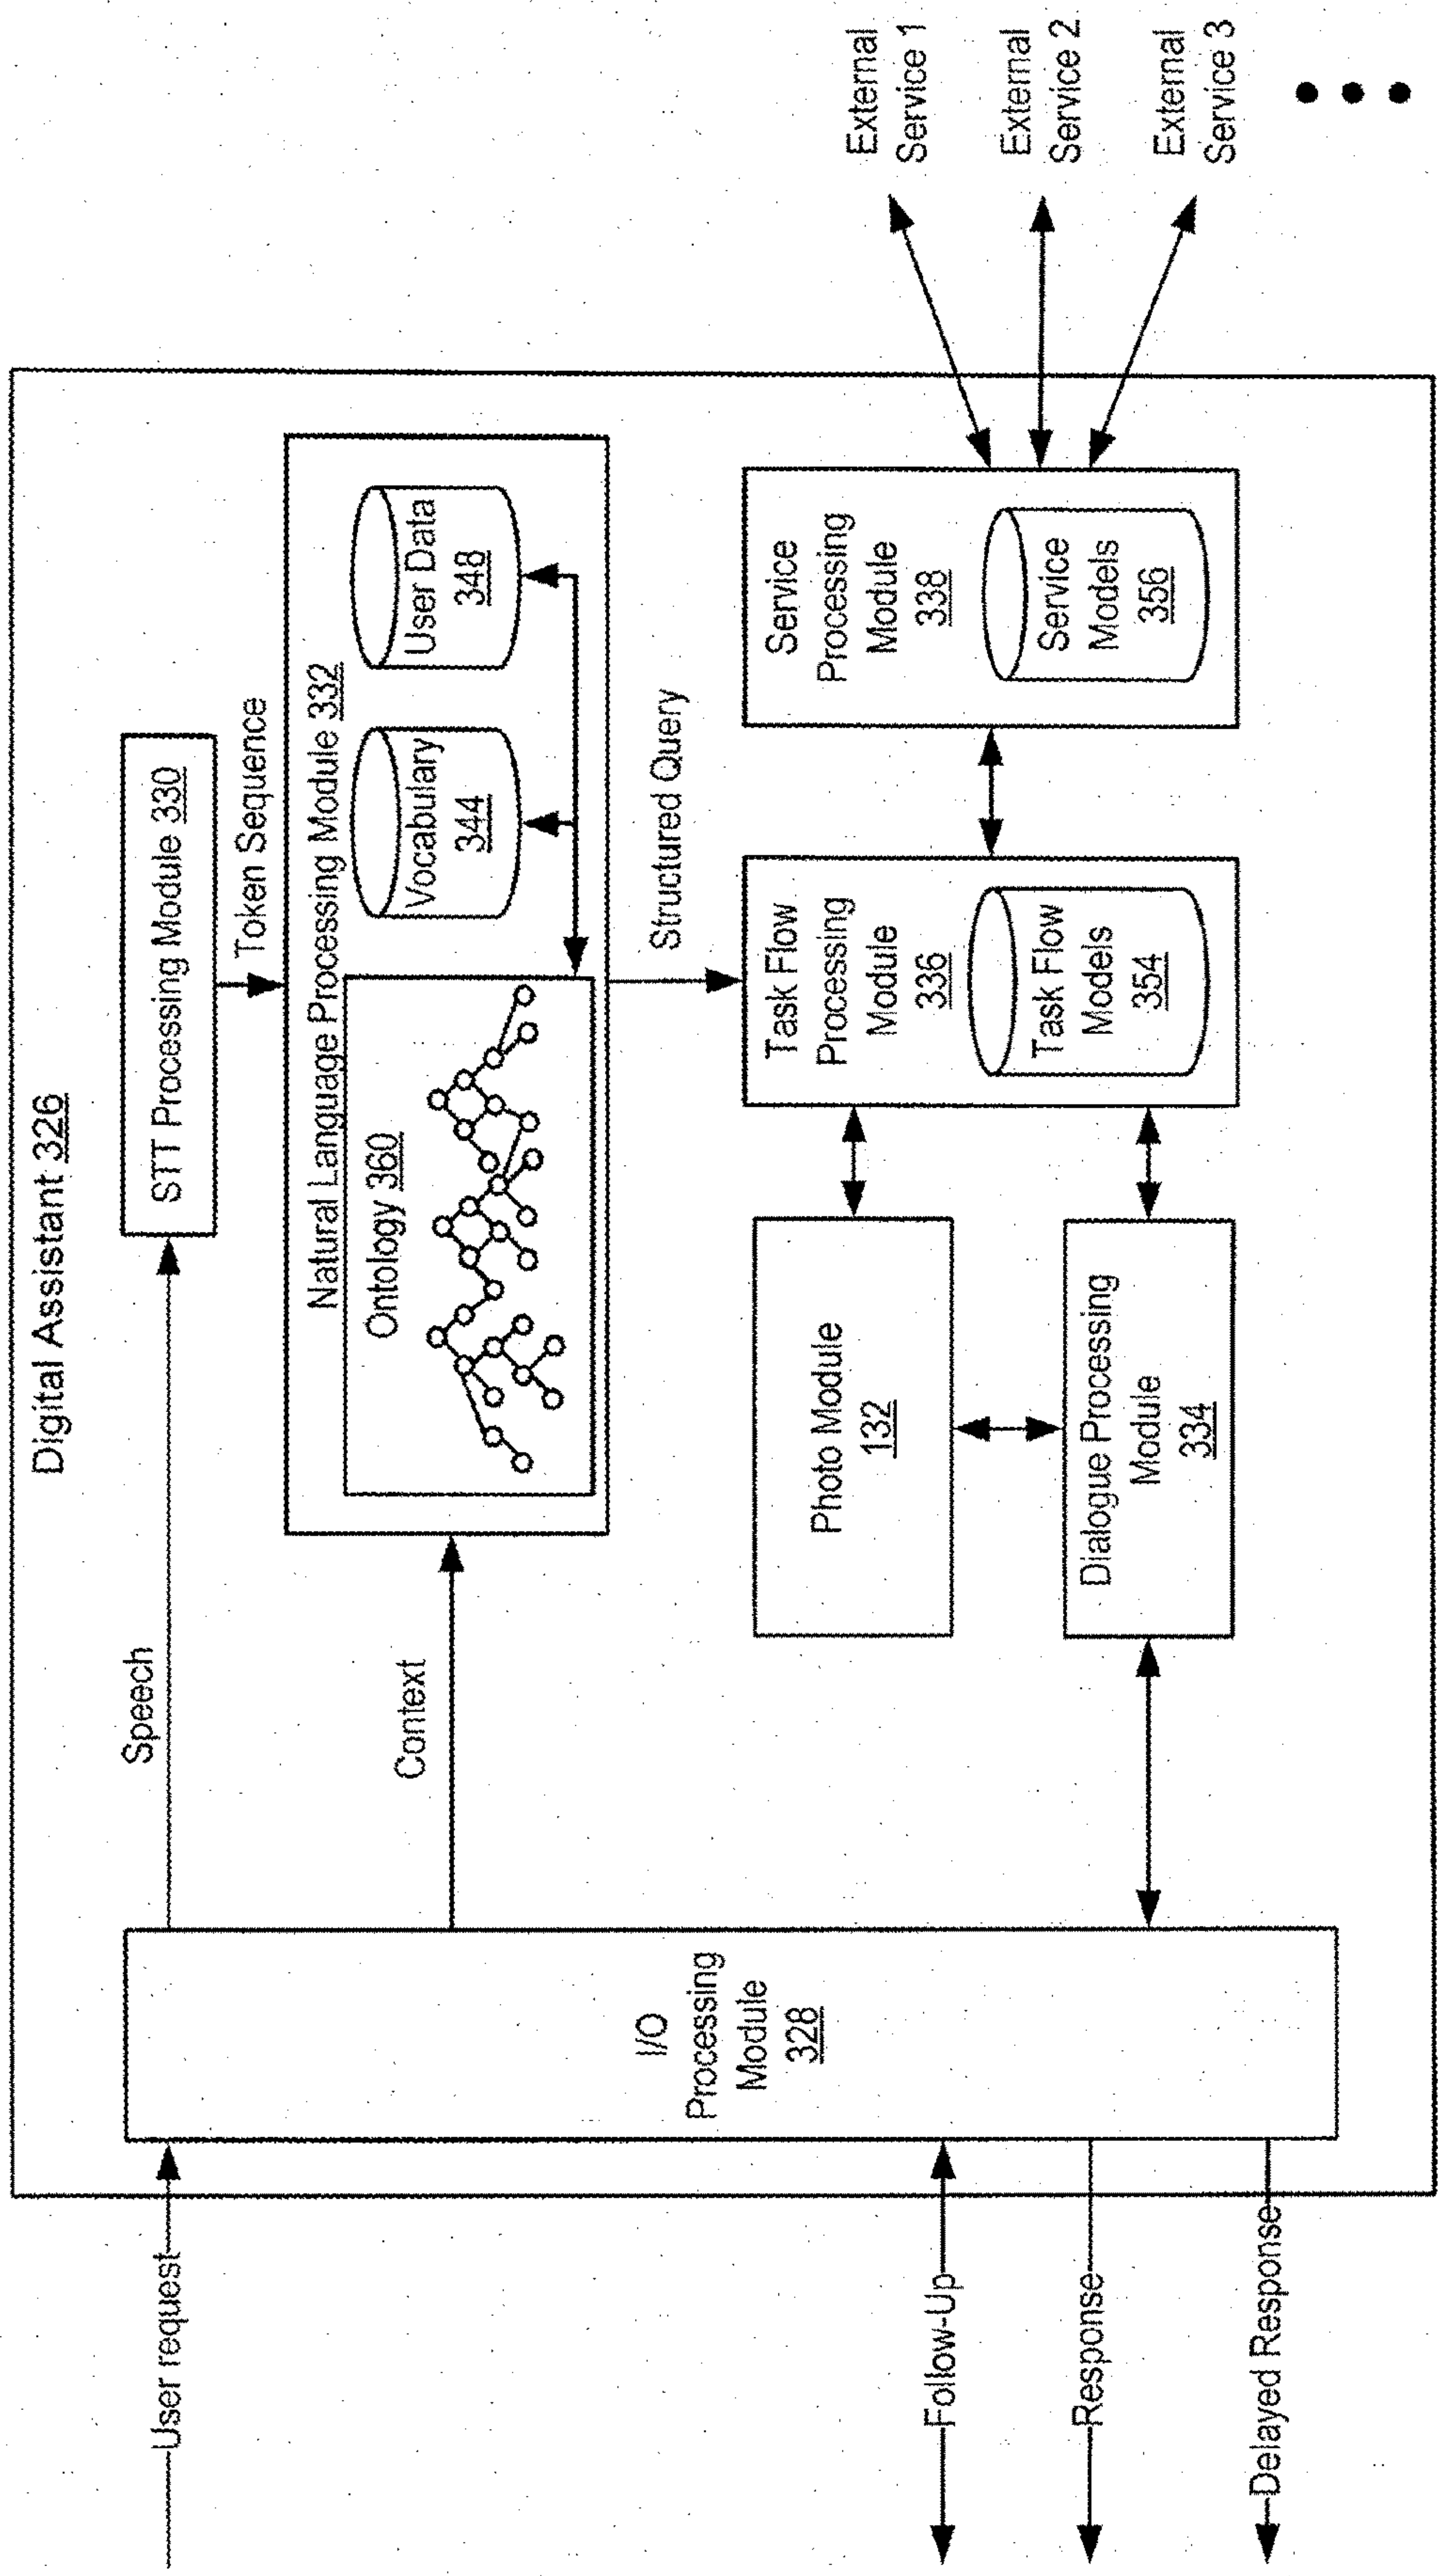 Digital Assistant 326
User request
Speech
STT Processing Module 330
Token Sequence
Context
Natural Language Processing Module 332
Ontology 360
Vocabulary
344
User Data
348
Structured Query
I/O
Processing
Module
328
Photo Module
132
Dialogue Processing
Module
334
Task Flow
Processing
Module
336
Task Flow
Models
354
Service
Processing
Module
338
Service
Models
356
External
Service 1
External
Service 2
External
Service 3
Follow-Up
Response
Delayed Response